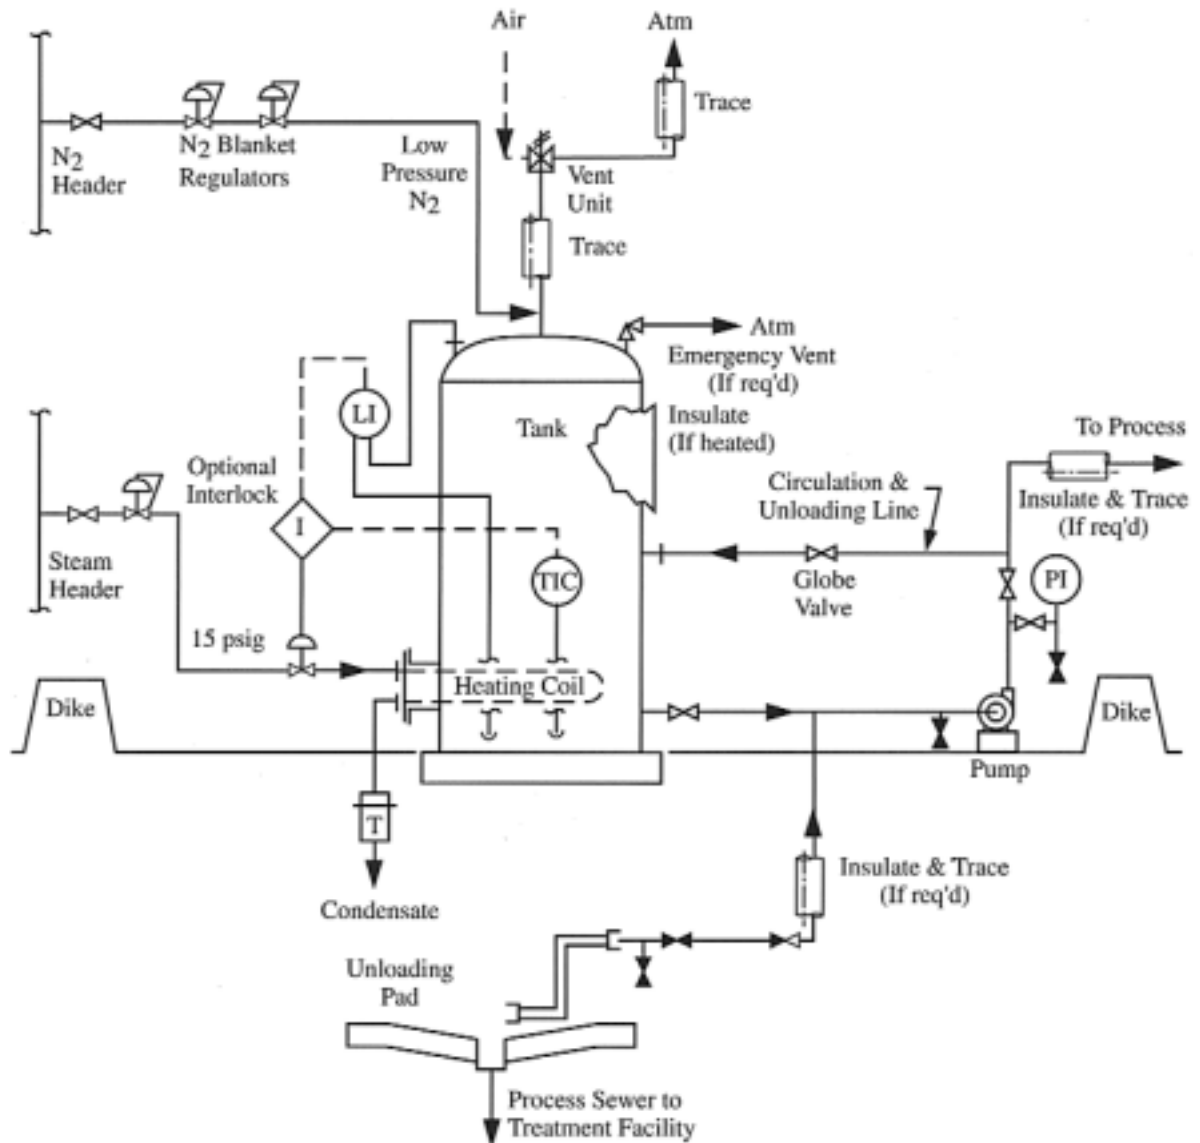 Air
Atm
Trace
N2
Header
N2 Blanket
Regulators
Low
Pressure
N2
Vent
Unit
Trace
Atm
Emergency Vent
(If req'd)
LI
Tank
Insulate
(If heated)
To Process
Optional
Interlock
Circulation &
Unloading Line
Insulate & Trace
(If req'd)
I
Steam
Header
TIC
Globe
Valve
PI
15 psig
Heating Coil
Dike
Dike
Pump
T
Insulate & Trace
(If req'd)
Condensate
Unloading
Pad
Process Sewer to
Treatment Facility